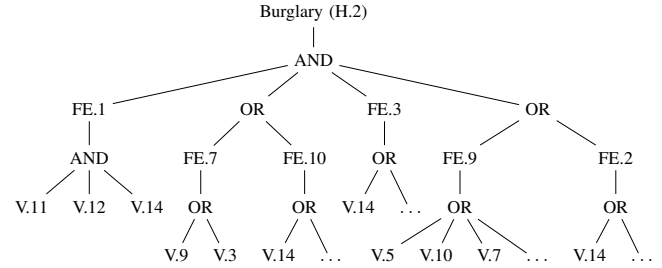 Burglary (H.2)
AND
FE.1 OR FE.3 OR
AND FE.7 FE.10 OR FE.9 FE.2
V.11 V.12 V.14 OR OR V.14 ... OR OR
V.9 V.3 V.14 ... V.5 V.10 V.7 ... V.14 ...